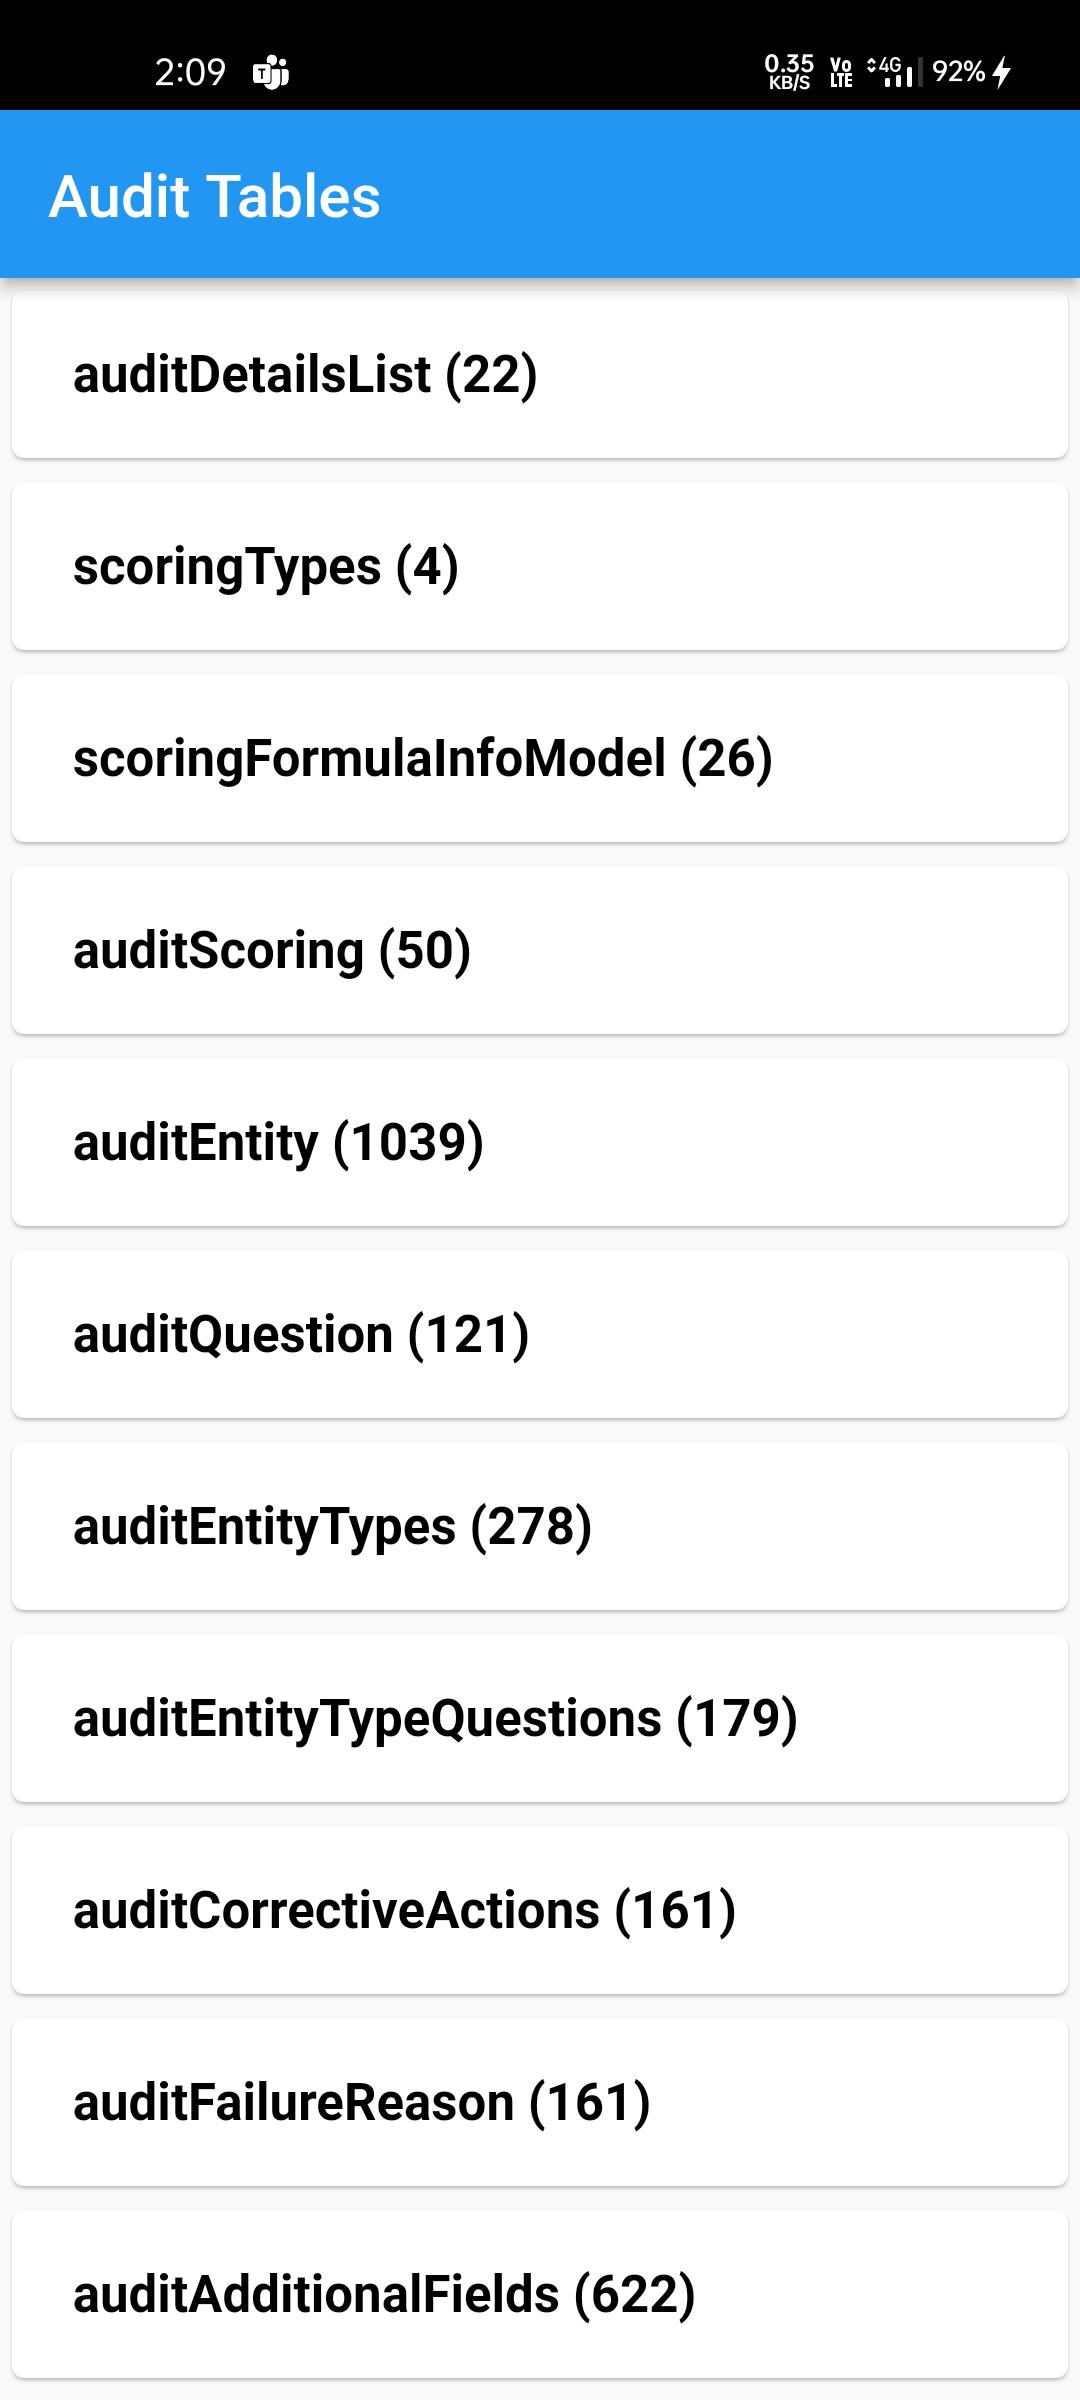 2:09 T 0.35 KB/S Vo LTE 4G 92%
Audit Tables
auditDetailsList (22)
scoringTypes (4)
scoringFormulaInfoModel (26)
auditScoring (50)
auditEntity (1039)
auditQuestion (121)
auditEntityTypes (278)
auditEntityTypeQuestions (179)
auditCorrectiveActions (161)
auditFailureReason (161)
auditAdditionalFields (622)